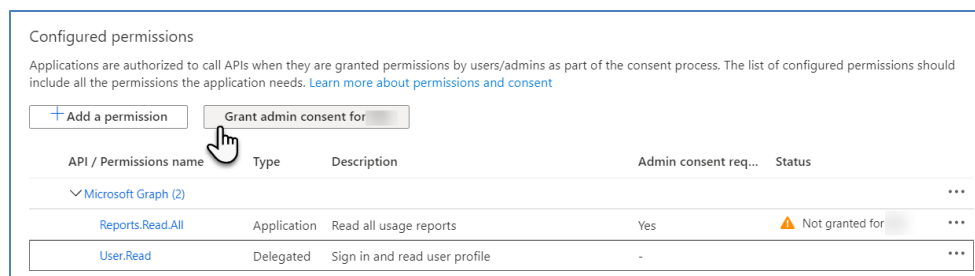 Configured permissions
Applications are authorized to call APIs when they are granted permissions by users/admins as part of the consent process. The list of configured permissions should
include all the permissions the application needs. Learn more about permissions and consent
+ Add a permission Grant admin consent for
API / Permissions name Type Description Admin consent req... Status
Microsoft Graph (2) ...
Reports.Read.All Application Read all usage reports Yes Not granted for ...
User.Read Delegated Sign in and read user profile - ...